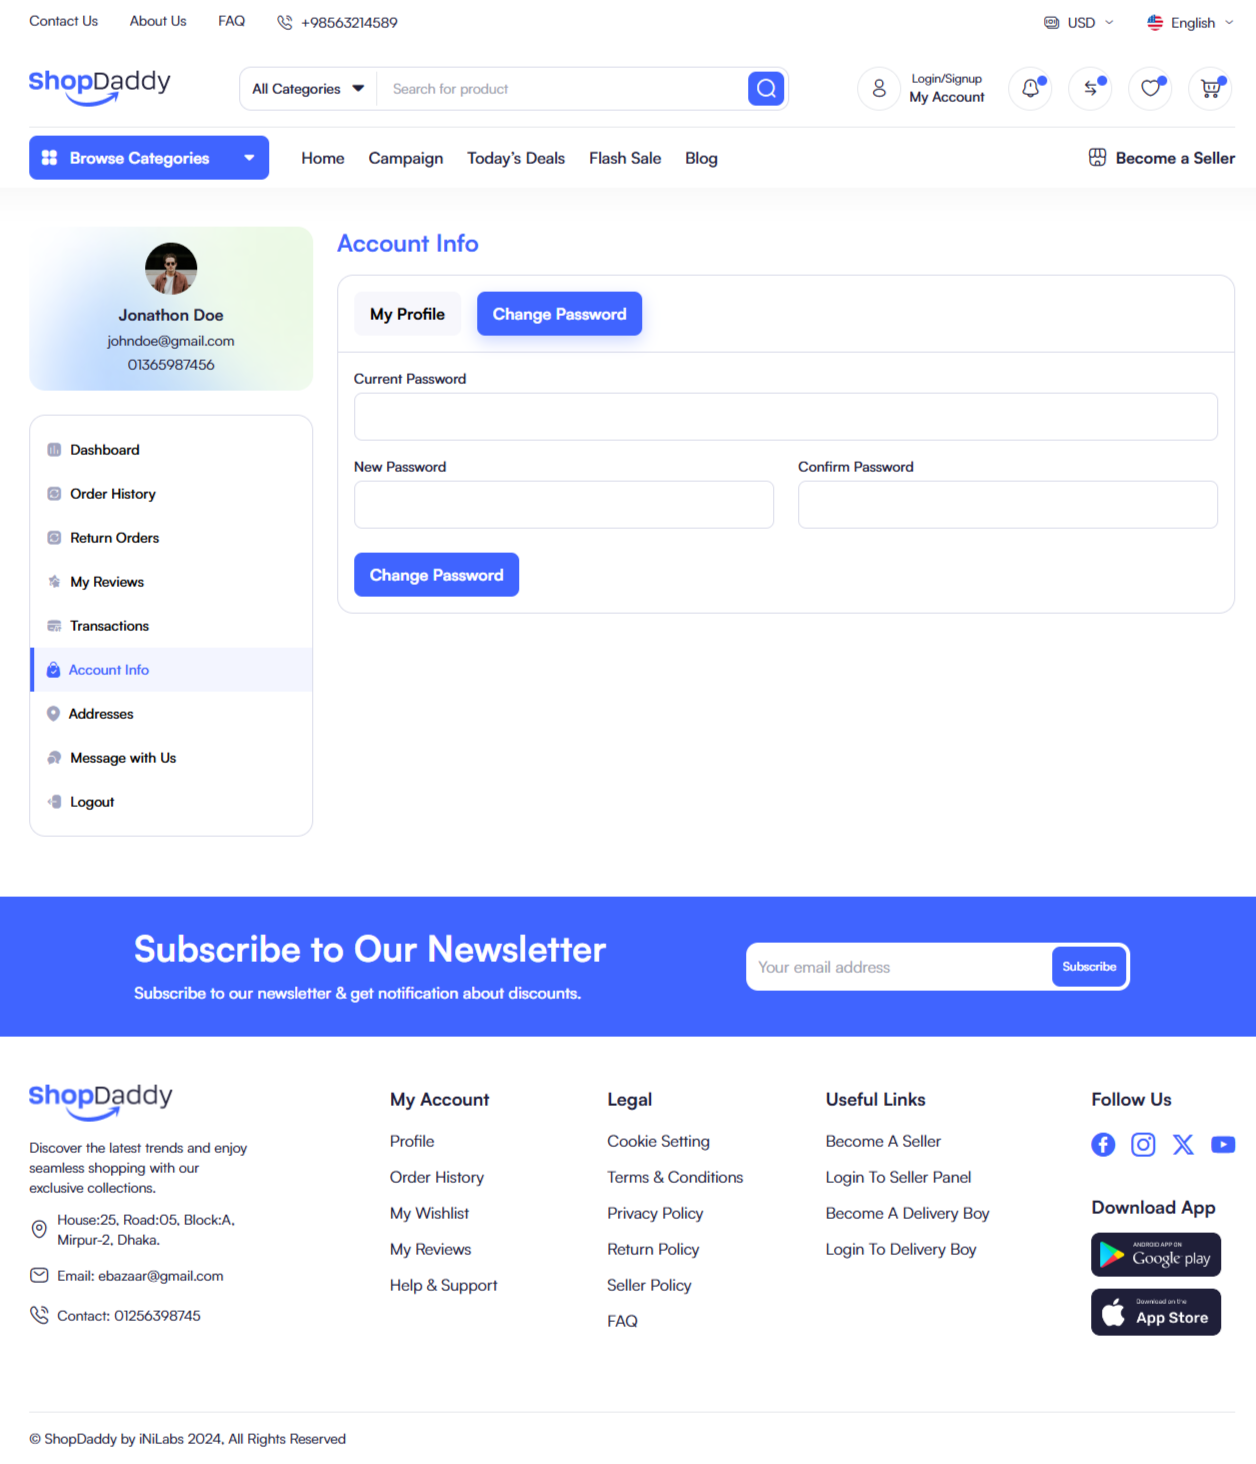 Contact Us
About Us
FAQ
+98563214589
USD
English
ShopDaddy
All Categories
Search for product
Login/Signup
My Account
Browse Categories
Home
Campaign
Today’s Deals
Flash Sale
Blog
Become a Seller
Jonathon Doe
johndoe@gmail.com
01365987456
Dashboard
Order History
Return Orders
My Reviews
Transactions
Account Info
Addresses
Message with Us
Logout
Account Info
My Profile
Change Password
Current Password
New Password
Confirm Password
Change Password
Subscribe to Our Newsletter
Subscribe to our newsletter & get notification about discounts.
Your email address
Subscribe
ShopDaddy
Discover the latest trends and enjoy
seamless shopping with our
exclusive collections.
House:25, Road:05, Block:A,
Mirpur-2, Dhaka.
Email: ebazaar@gmail.com
Contact: 01256398745
My Account
Profile
Order History
My Wishlist
My Reviews
Help & Support
Legal
Cookie Setting
Terms & Conditions
Privacy Policy
Return Policy
Seller Policy
FAQ
Useful Links
Become A Seller
Login To Seller Panel
Become A Delivery Boy
Login To Delivery Boy
Follow Us
Download App
ANDROID APP ON
Google play
Download on the
App Store
© ShopDaddy by iNiLabs 2024, All Rights Reserved